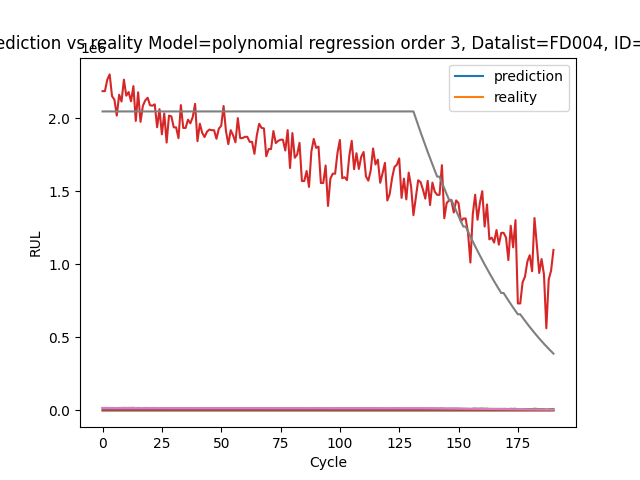 ediction vs reality Model=polynomial regression order 3, Datalist=FD004, ID=
1e6
prediction
reality
2.0
1.5
1.0
0.5
0.0
RUL
0 25 50 75 100 125 150 175
Cycle